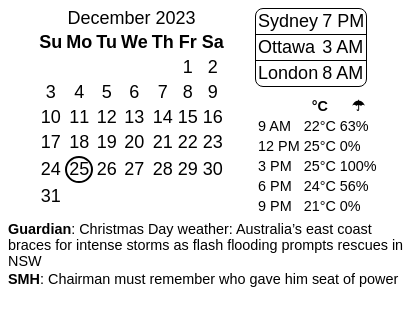 December 2023
Su Mo Tu We Th Fr Sa
1 2
3 4 5 6 7 8 9
10 11 12 13 14 15 16
17 18 19 20 21 22 23
24 25 26 27 28 29 30
31
Sydney 7 PM
Ottawa 3 AM
London 8 AM
°C ☂
9 AM 22°C 63%
12 PM 25°C 0%
3 PM 25°C 100%
6 PM 24°C 56%
9 PM 21°C 0%
Guardian: Christmas Day weather: Australia’s east coast
braces for intense storms as flash flooding prompts rescues in
NSW
SMH: Chairman must remember who gave him seat of power